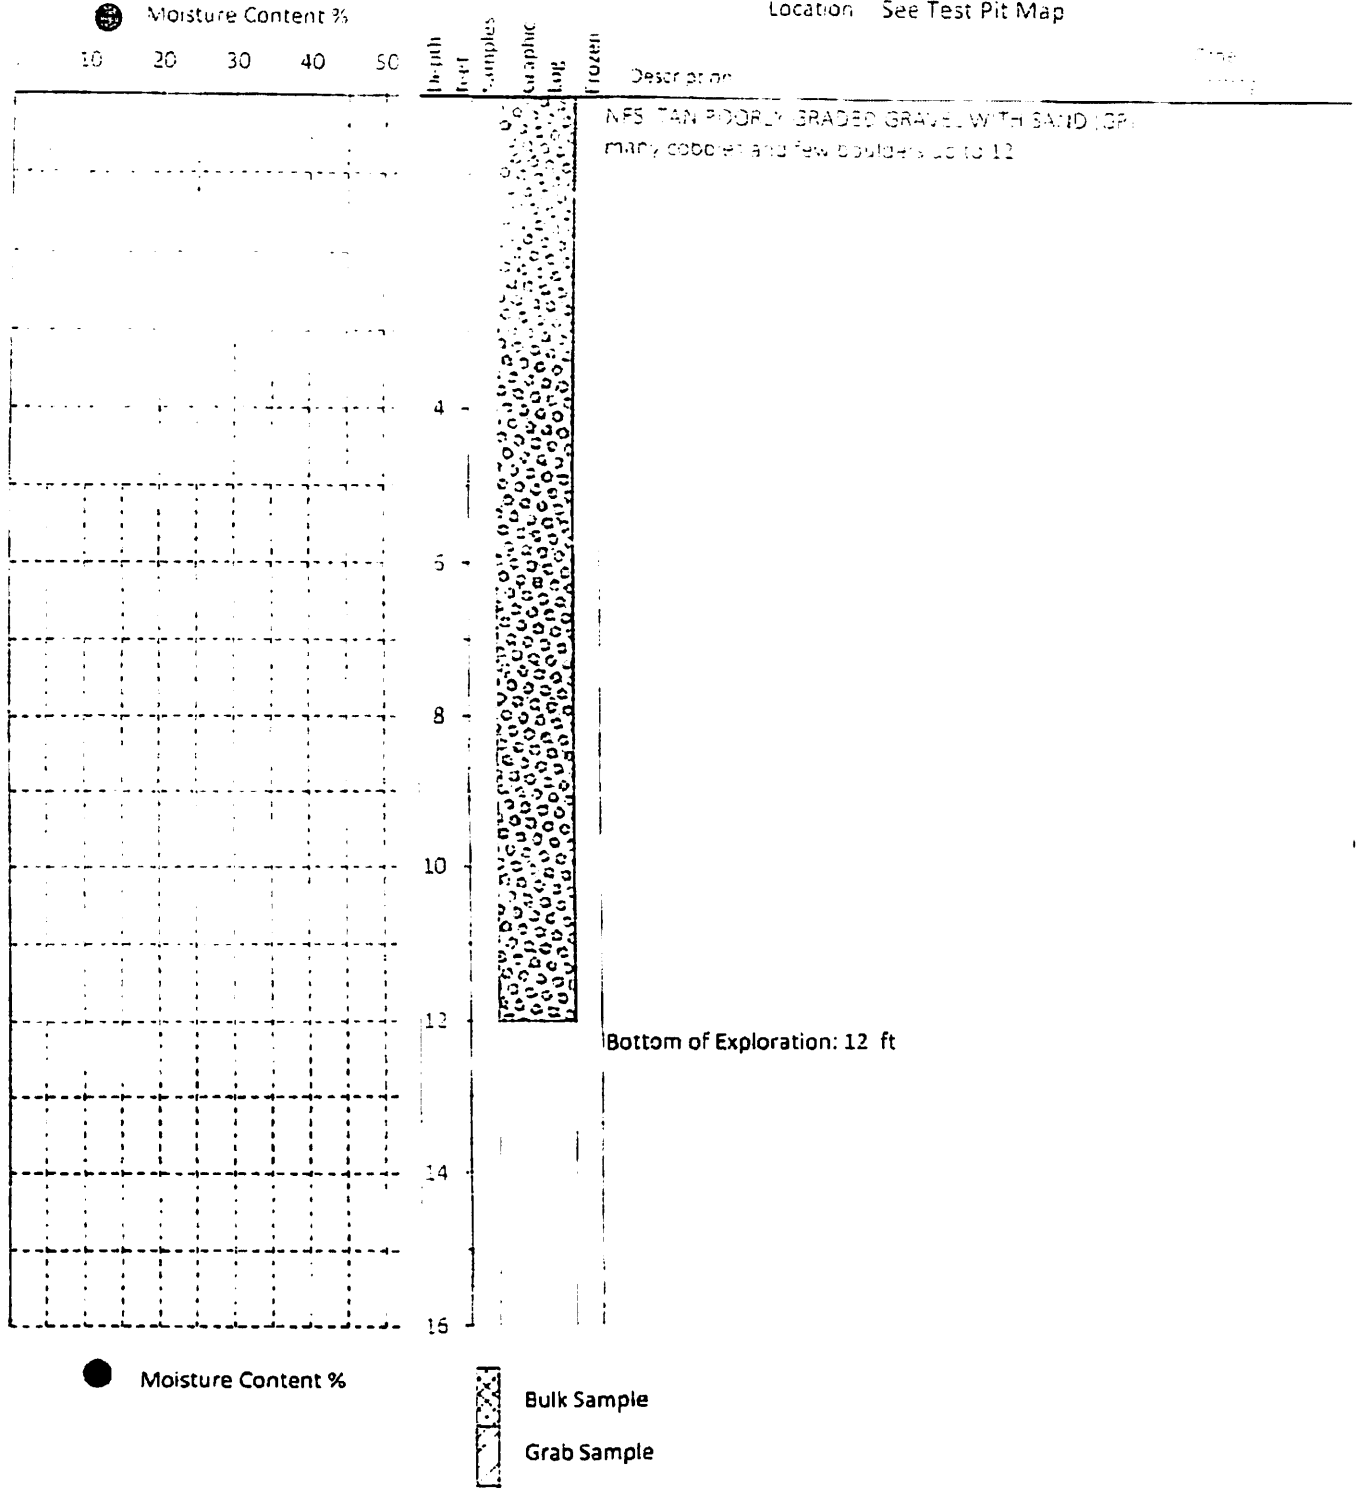 Moisture Content %
Location See Test Pit Map
10 20 30 40 50
Depth
Feet
Samples
Graphic
Log
Frozen
Description
NFS TAN POORLY GRADED GRAVEL WITH SAND (GP)
many cobbles and few boulders up to 12
4
6
8
10
12
Bottom of Exploration: 12 ft
14
16
Moisture Content %
Bulk Sample
Grab Sample